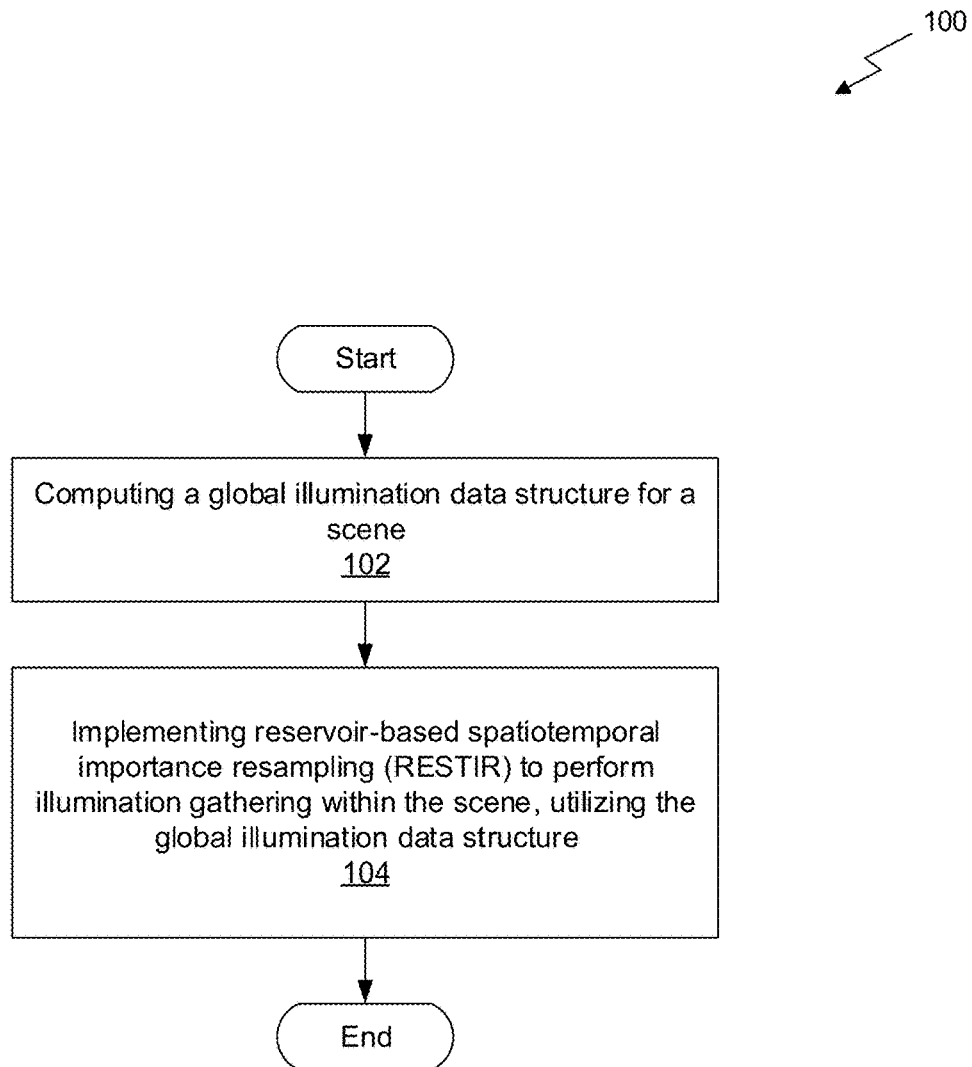 100
Start
Computing a global illumination data structure for a
scene
102
Implementing reservoir-based spatiotemporal
importance resampling (RESTIR) to perform
illumination gathering within the scene, utilizing the
global illumination data structure
104
End